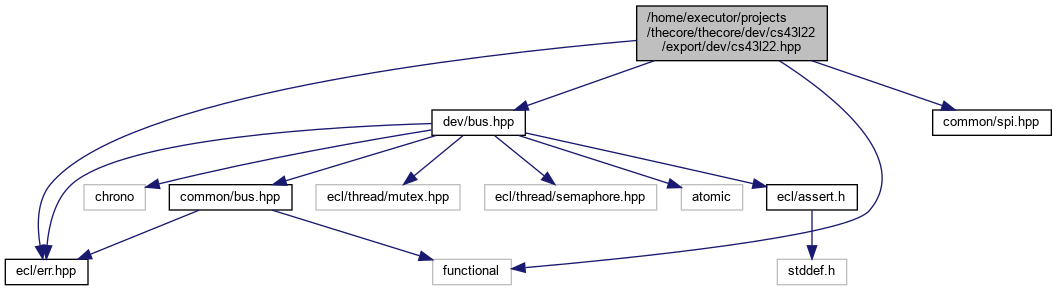 /home/executor/projects
/thecore/thecore/dev/cs43l22
/export/dev/cs43l22.hpp
dev/bus.hpp
common/spi.hpp
chrono
common/bus.hpp
ecl/thread/mutex.hpp
ecl/thread/semaphore.hpp
atomic
ecl/assert.h
ecl/err.hpp
functional
stddef.h